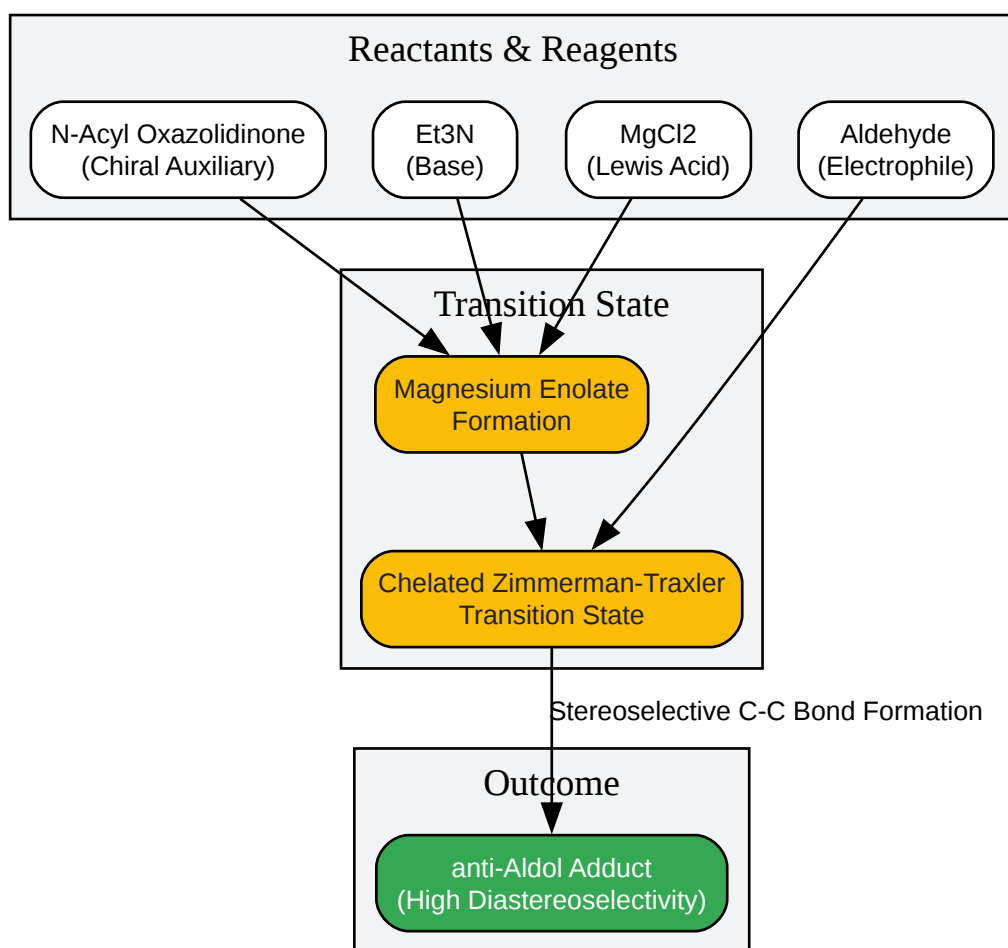 Reactants & Reagents
N-Acyl Oxazolidinone
(Chiral Auxiliary)
Et3N
(Base)
MgCl2
(Lewis Acid)
Aldehyde
(Electrophile)
Transition State
Magnesium Enolate
Formation
Chelated Zimmerman-Traxler
Transition State
Stereoselective C-C Bond Formation
Outcome
anti-Aldol Adduct
(High Diastereoselectivity)